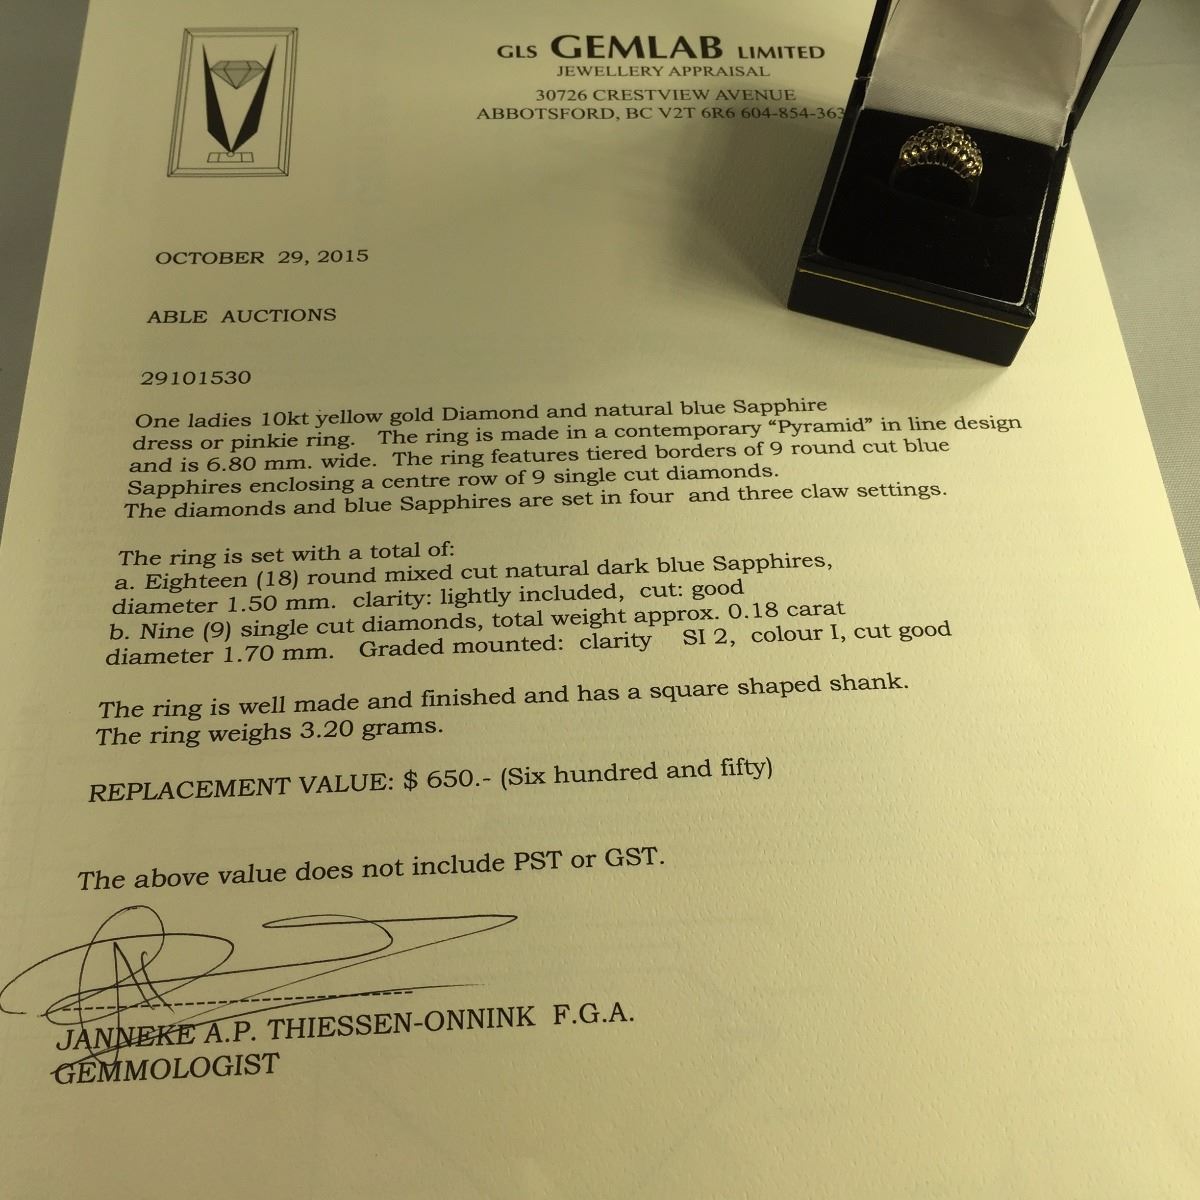 GLS GEMLAB LIMITED
JEWELLERY APPRAISAL
30726 CRESTVIEW AVENUE
ABBOTSFORD, BC V2T 6R6 604-854-363
OCTOBER 29, 2015
ABLE AUCTIONS
29101530
One ladies 10kt yellow gold Diamond and natural blue Sapphire
dress or pinkie ring. The ring is made in a contemporary “Pyramid” in line design
and is 6.80 mm. wide. The ring features tiered borders of 9 round cut blue
Sapphires enclosing a centre row of 9 single cut diamonds.
The diamonds and blue Sapphires are set in four and three claw settings.
The ring is set with a total of:
a. Eighteen (18) round mixed cut natural dark blue Sapphires,
diameter 1.50 mm. clarity: lightly included, cut: good
b. Nine (9) single cut diamonds, total weight approx. 0.18 carat
diameter 1.70 mm. Graded mounted: clarity SI 2, colour I, cut good
The ring is well made and finished and has a square shaped shank.
The ring weighs 3.20 grams.
REPLACEMENT VALUE: $ 650.- (Six hundred and fifty)
The above value does not include PST or GST.
JANNEKE A.P. THIESSEN-ONNINK F.G.A.
GEMMOLOGIST